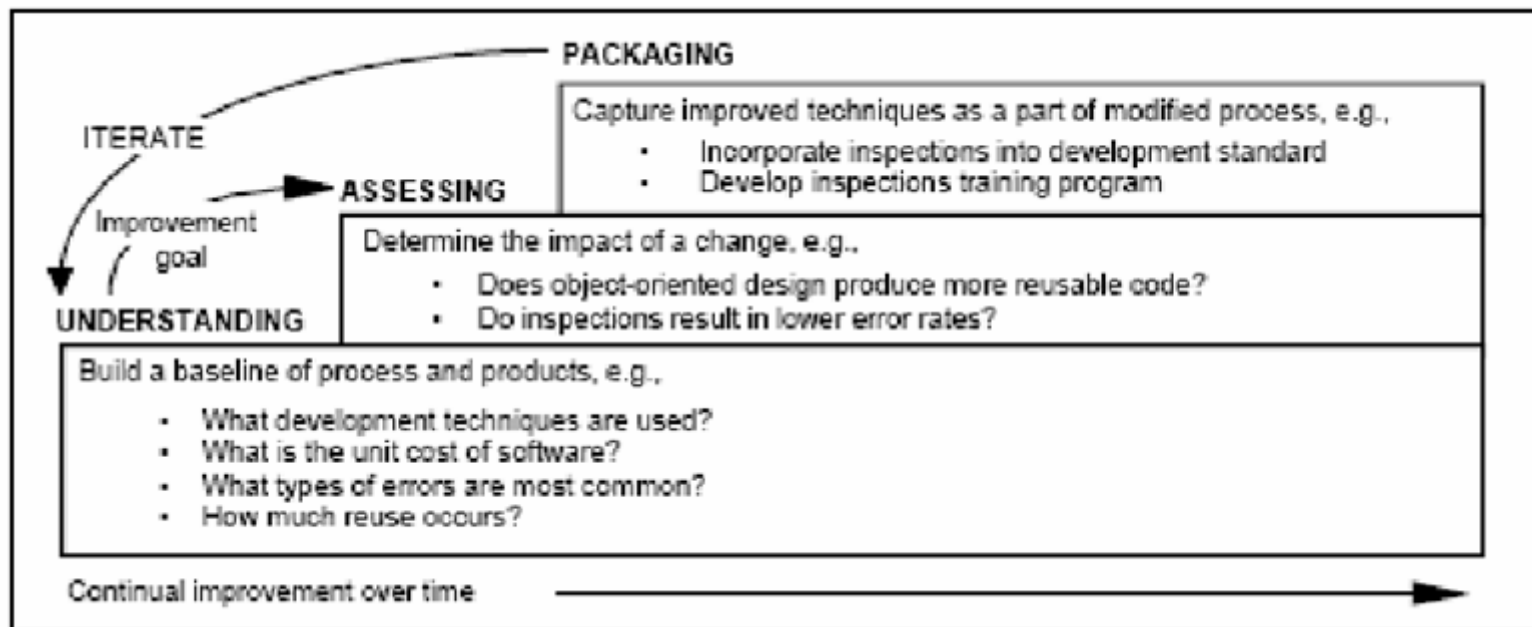 PACKAGING
Capture improved techniques as a part of modified process, e.g.,
• Incorporate inspections into development standard
• Develop inspections training program
ITERATE
ASSESSING
Improvement
goal
Determine the impact of a change, e.g.,
• Does object-oriented design produce more reusable code?
• Do inspections result in lower error rates?
UNDERSTANDING
Build a baseline of process and products, e.g.,
• What development techniques are used?
• What is the unit cost of software?
• What types of errors are most common?
• How much reuse occurs?
Continual improvement over time